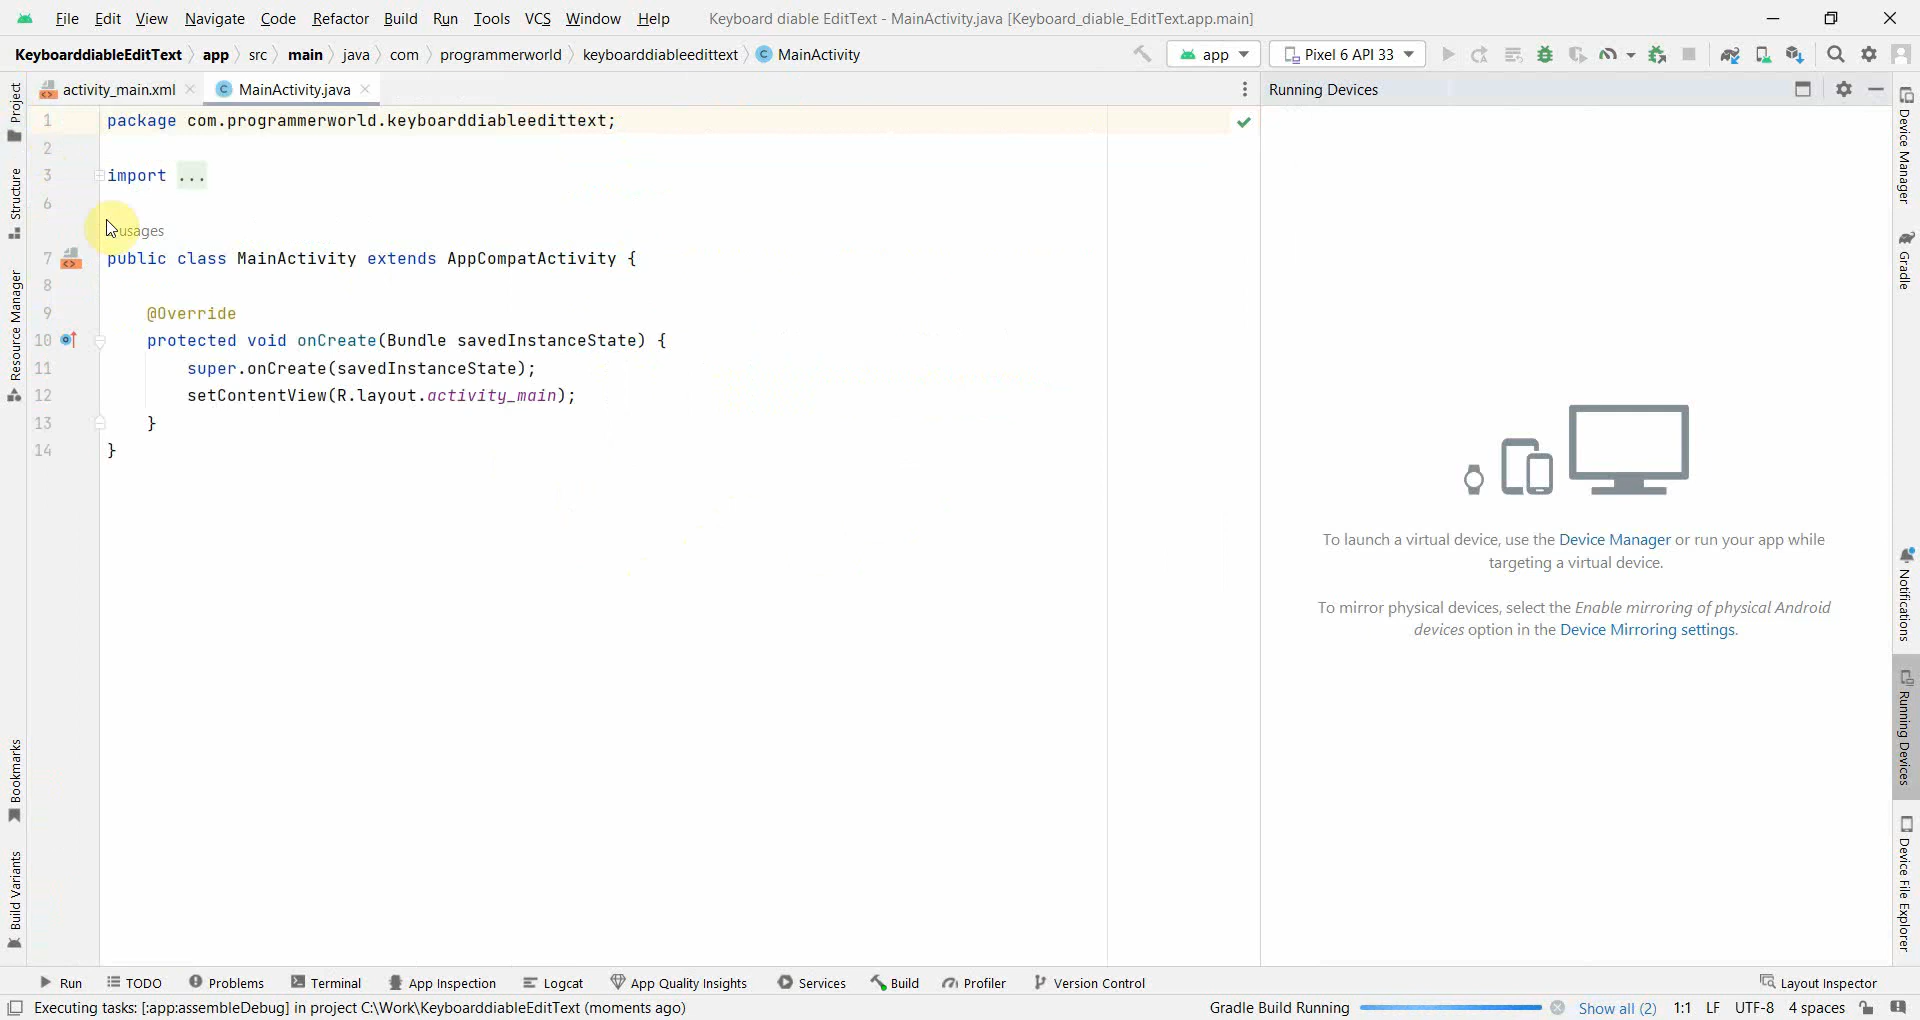 File Edit View Navigate Code Refactor Build Run Tools VCS Window Help Keyboard diable EditText - MainActivity.java [Keyboard_diable_EditText.app.main]
KeyboarddiableEditText app src main java com programmerworld keyboarddiableedittext MainActivity app Pixel 6 API 33
activity_main.xml MainActivity.java Running Devices
1 package com.programmerworld.keyboarddiableedittext;
2
3 import ...
6
usages
7 public class MainActivity extends AppCompatActivity {
8
9 @Override
10 protected void onCreate(Bundle savedInstanceState) {
11 super.onCreate(savedInstanceState);
12 setContentView(R.layout.activity_main);
13 }
14 }
Project
Structure
Resource Manager
Bookmarks
Build Variants
To launch a virtual device, use the Device Manager or run your app while
targeting a virtual device.
To mirror physical devices, select the Enable mirroring of physical Android
devices option in the Device Mirroring settings.
Device Manager
Gradle
Notifications
Running Devices
Device File Explorer
Run TODO Problems Terminal App Inspection Logcat App Quality Insights Services Build Profiler Version Control Layout Inspector
Executing tasks: [:app:assembleDebug] in project C:\Work\KeyboarddiableEditText (moments ago) Gradle Build Running Show all (2) 1:1 LF UTF-8 4 spaces